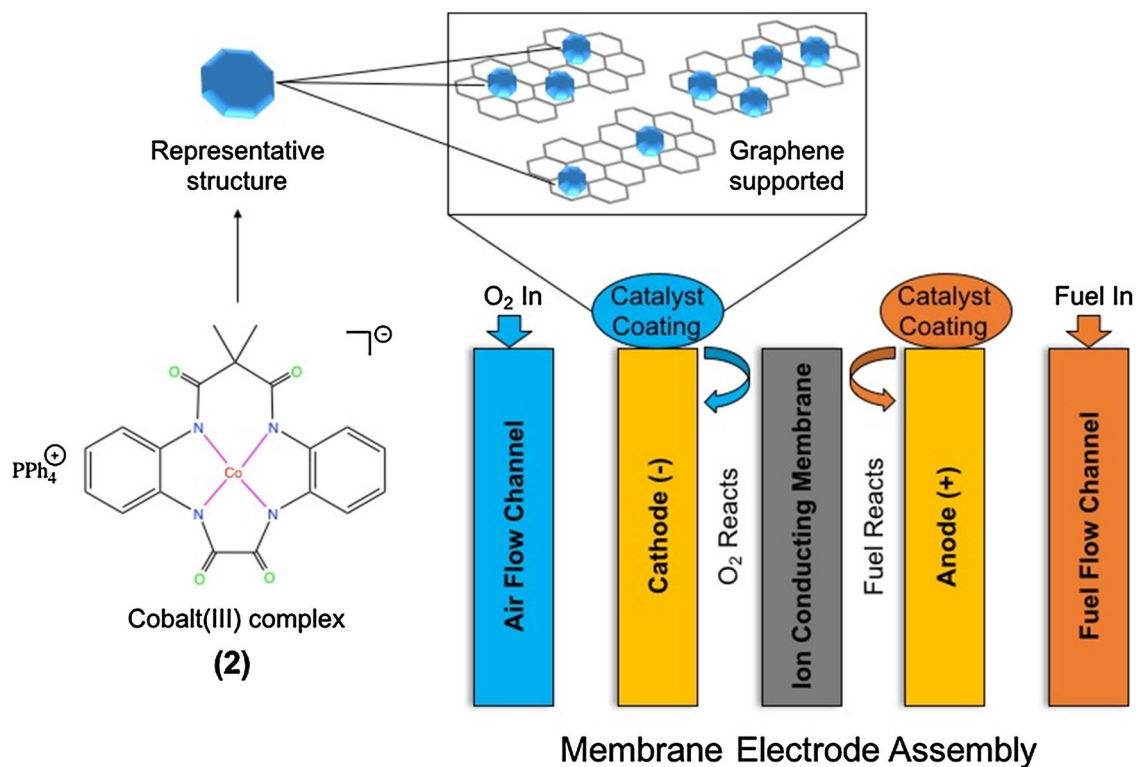 Representative
structure
Graphene
supported
O2 In
Catalyst
Coating
Catalyst
Coating
Fuel In
O
O
N
N
PPh4
Co
N
N
O
O
Cobalt(III) complex
(2)
Air Flow Channel
Cathode (-)
O2 Reacts
Ion Conducting Membrane
Fuel Reacts
Anode (+)
Fuel Flow Channel
Membrane Electrode Assembly